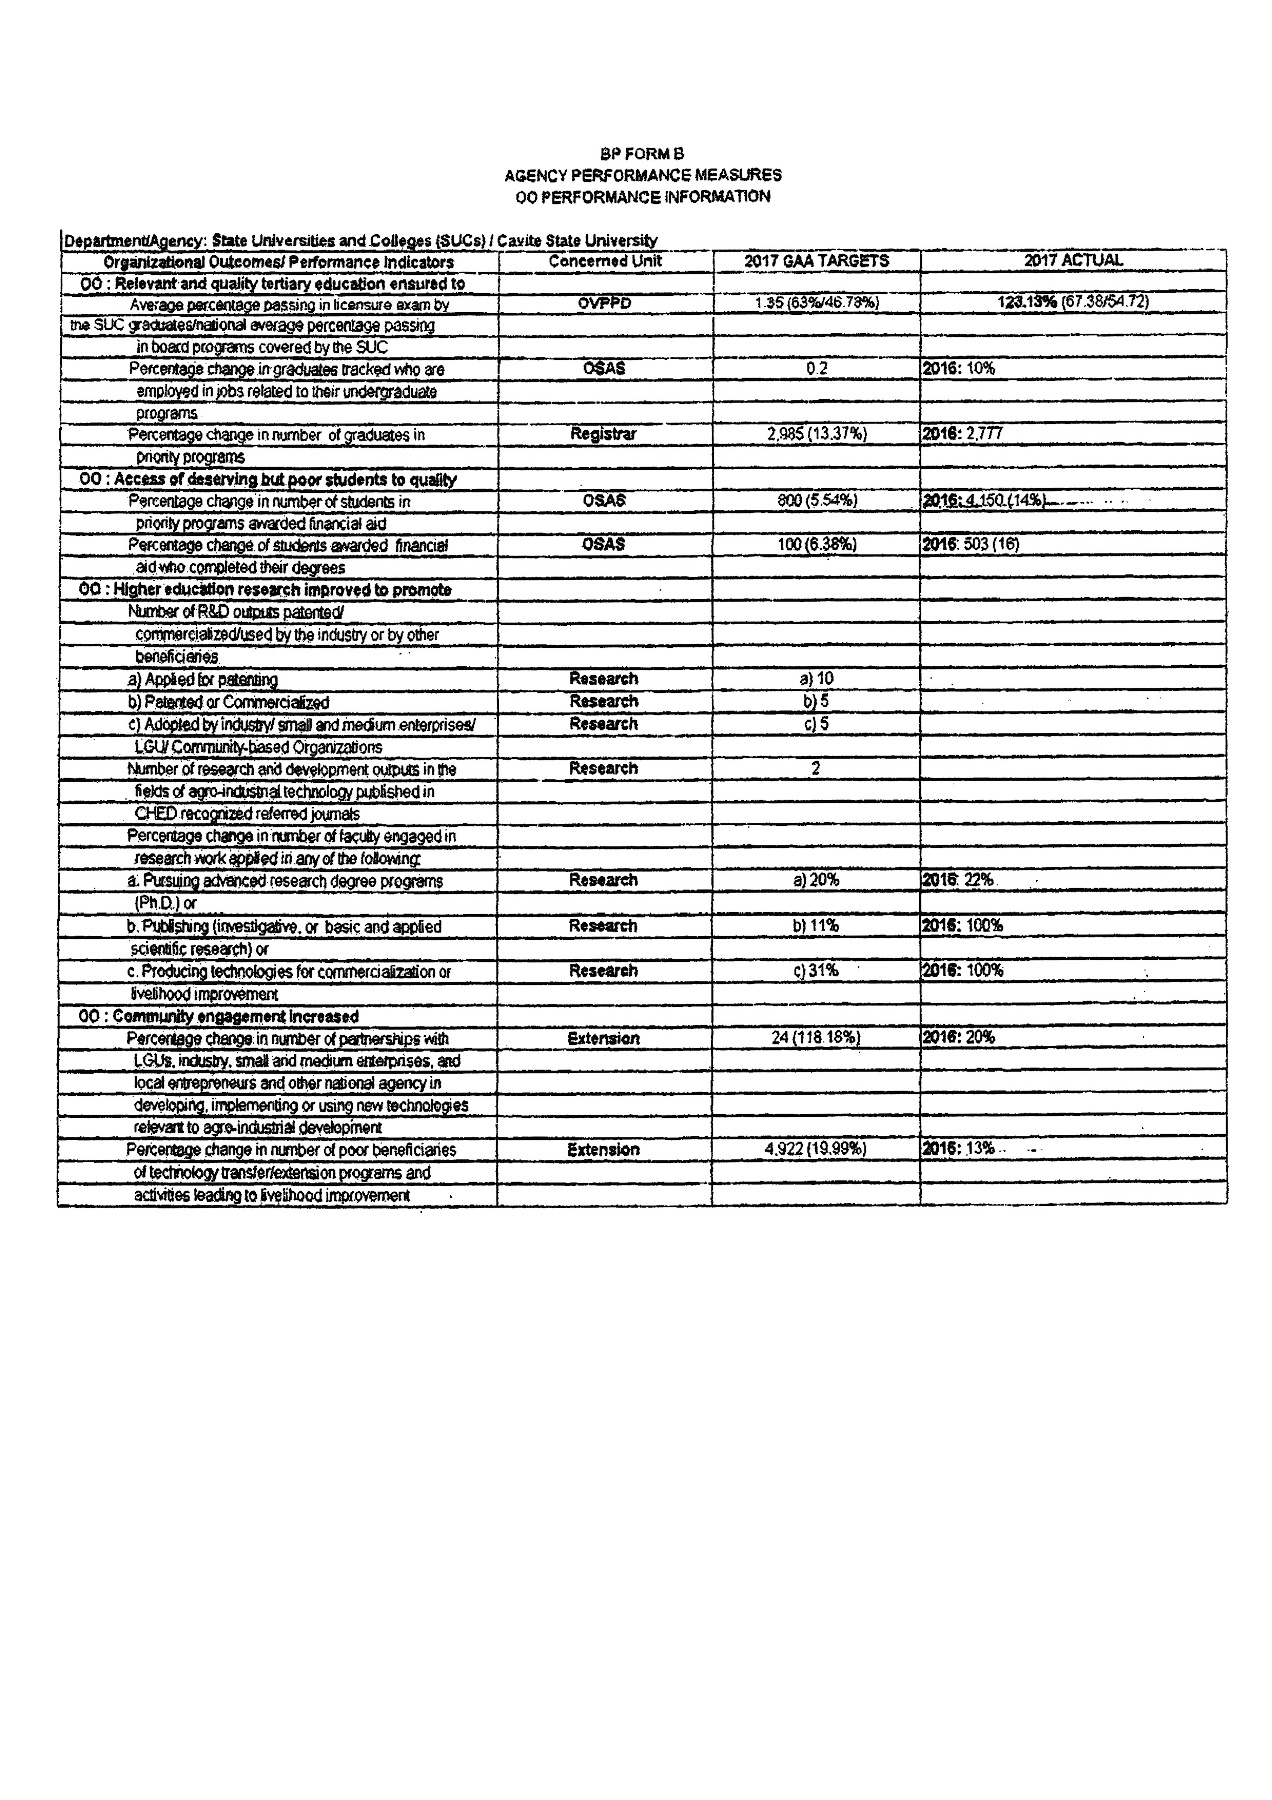 BP FORM B
AGENCY PERFORMANCE MEASURES
OO PERFORMANCE INFORMATION
Department/Agency: State Universities and Colleges (SUCs) / Cavite State University
Organizational Outcomes/ Performance Indicators Concerned Unit 2017 GAA TARGETS 2017 ACTUAL
OO : Relevant and quality tertiary education ensured to
Average percentage passing in licensure exam by OVPPD 1.35 (63%/46.73%) 123.13% (67.38/54.72)
the SUC graduates/national average percentage passing
in board programs covered by the SUC
Percentage change in graduates tracked who are OSAS 0.2 2016: 10%
employed in jobs related to their undergraduate
programs
Percentage change in number of graduates in Registrar 2,985 (13.37%) 2016: 2,777
priority programs
OO : Access of deserving but poor students to quality
Percentage change in number of students in OSAS 800 (5.54%) 2016: 4,150 (14%)
priority programs awarded financial aid
Percentage change of students awarded financial OSAS 100 (6.38%) 2016: 503 (16)
aid who completed their degrees
OO : Higher education research improved to promote
Number of R&D outputs patented/
commercialized/used by the industry or by other
beneficiaries
a) Applied for patenting Research a) 10
b) Patented or Commercialized Research b) 5
c) Adopted by industry/ small and medium enterprises/ Research c) 5
LGU/ Community-based Organizations
Number of research and development outputs in the Research 2
fields of agro-industrial technology published in
CHED recognized referred journals
Percentage change in number of faculty engaged in
research work applied in any of the following:
a. Pursuing advanced research degree programs Research a) 20% 2016: 22%
(Ph.D.) or
b. Publishing (investigative, or basic and applied Research b) 11% 2016: 100%
scientific research) or
c. Producing technologies for commercialization or Research c) 31% 2016: 100%
livelihood improvement
OO : Community engagement increased
Percentage change in number of partnerships with Extension 24 (118.18%) 2016: 20%
LGUs, industry, small and medium enterprises, and
local entrepreneurs and other national agency in
developing, implementing or using new technologies
relevant to agro-industrial development
Percentage change in number of poor beneficiaries Extension 4,922 (19.99%) 2016: 13%
of technology transfer/extension programs and
activities leading to livelihood improvement